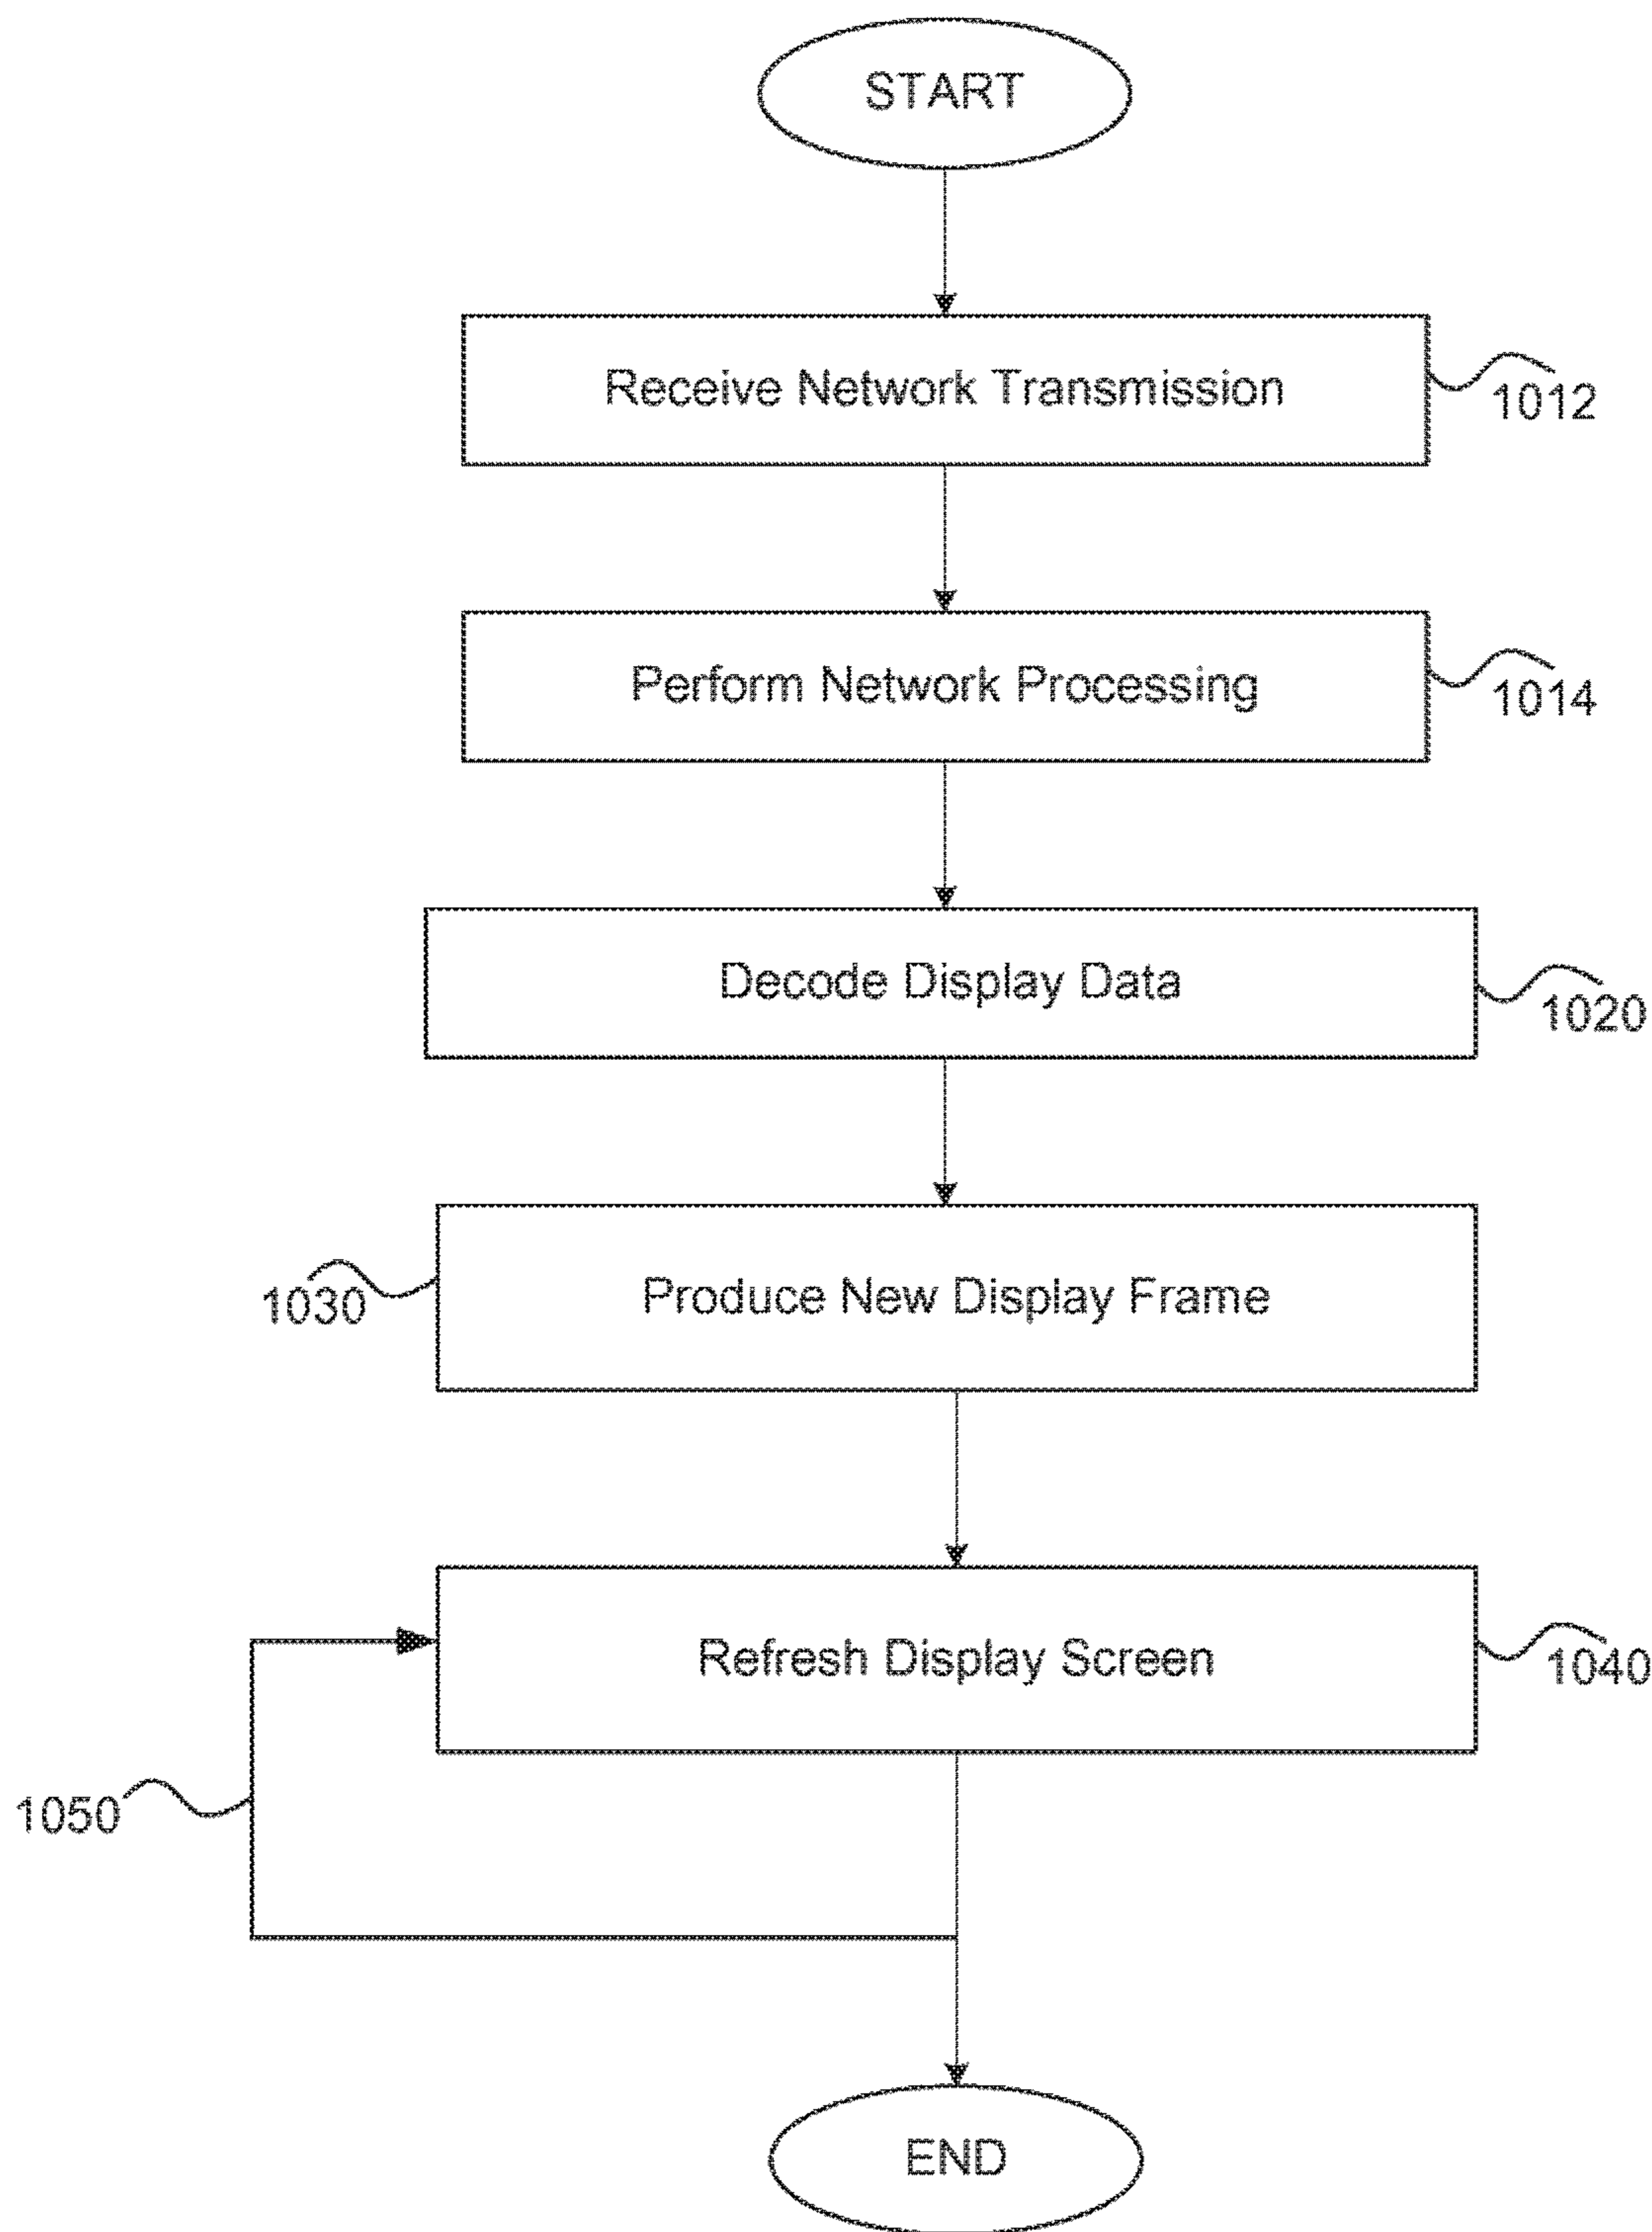 START
Receive Network Transmission
1012
Perform Network Processing
1014
Decode Display Data
1020
Produce New Display Frame
1030
Refresh Display Screen
1040
1050
END